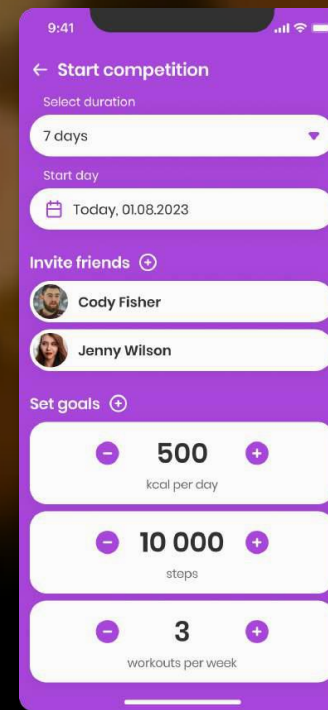 9:41
Start competition
Select duration
7 days
Start day
Today, 01.08.2023
Invite friends
Cody Fisher
Jenny Wilson
Set goals
500
kcal per day
10 000
steps
3
workouts per week